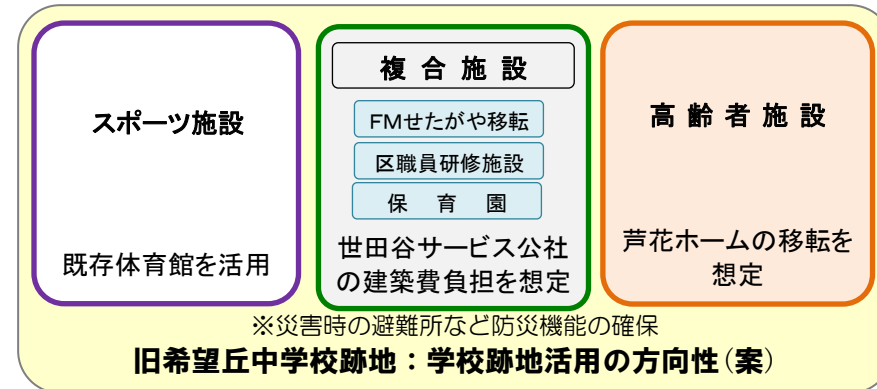 スポーツ施設
既存体育館を活用
複合施設
FMせたがや移転
区職員研修施設
保育園
世田谷サービス公社
の建築費負担を想定
高齢者施設
芦花ホームの移転を
想定
※災害時の避難所など防災機能の確保
旧希望丘中学校跡地：学校跡地活用の方向性（案）